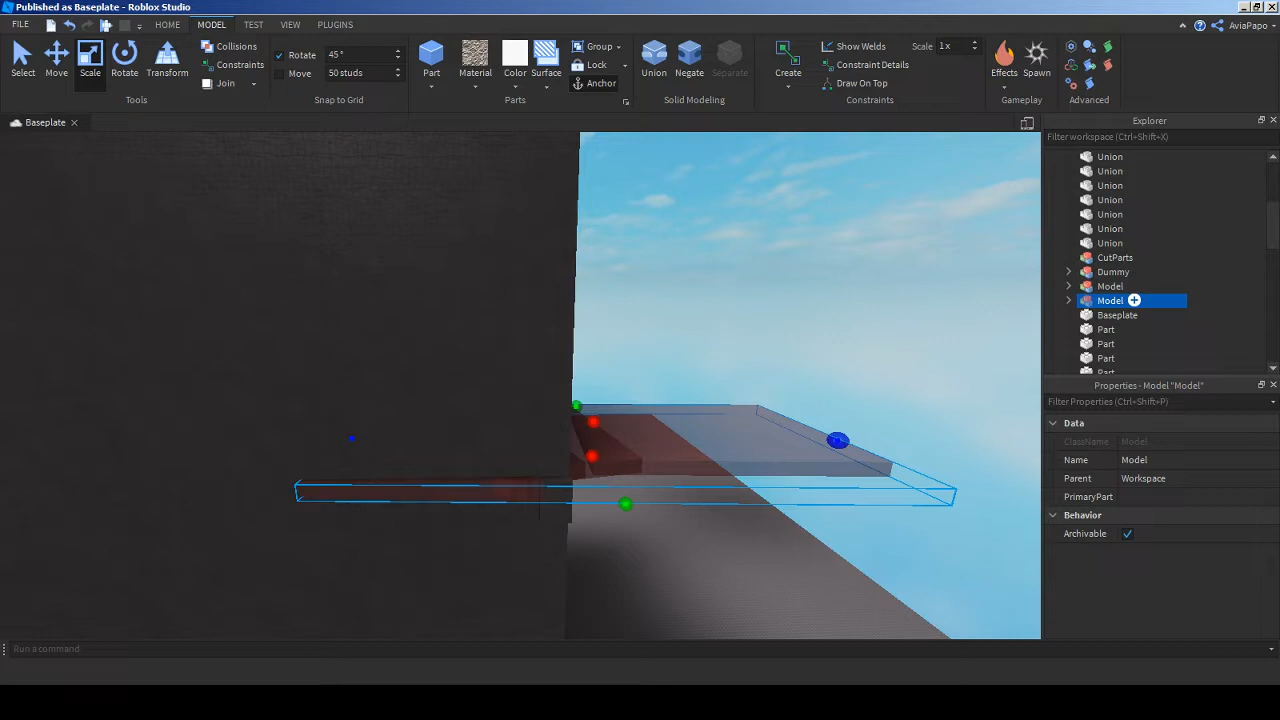 Published as Baseplate - Roblox Studio
FILE HOME MODEL TEST VIEW PLUGINS AviaPapo
Select Move Scale Rotate Transform
Collisions
Constraints
Join
Tools
Rotate 45°
Move 50 studs
Snap to Grid
Part Material Color Surface
Group
Lock
Anchor
Parts
Union Negate Separate
Solid Modeling
Create
Show Welds Scale 1x
Constraint Details
Draw On Top
Constraints
Effects Spawn
Gameplay
Advanced
Baseplate
Explorer
Filter workspace (Ctrl+Shift+X)
Union
Union
Union
Union
Union
Union
Union
CutParts
Dummy
Model
Model
Baseplate
Part
Part
Part
Part
Properties - Model "Model"
Filter Properties (Ctrl+Shift+P)
Data
ClassName Model
Name Model
Parent Workspace
PrimaryPart
Behavior
Archivable
Run a command